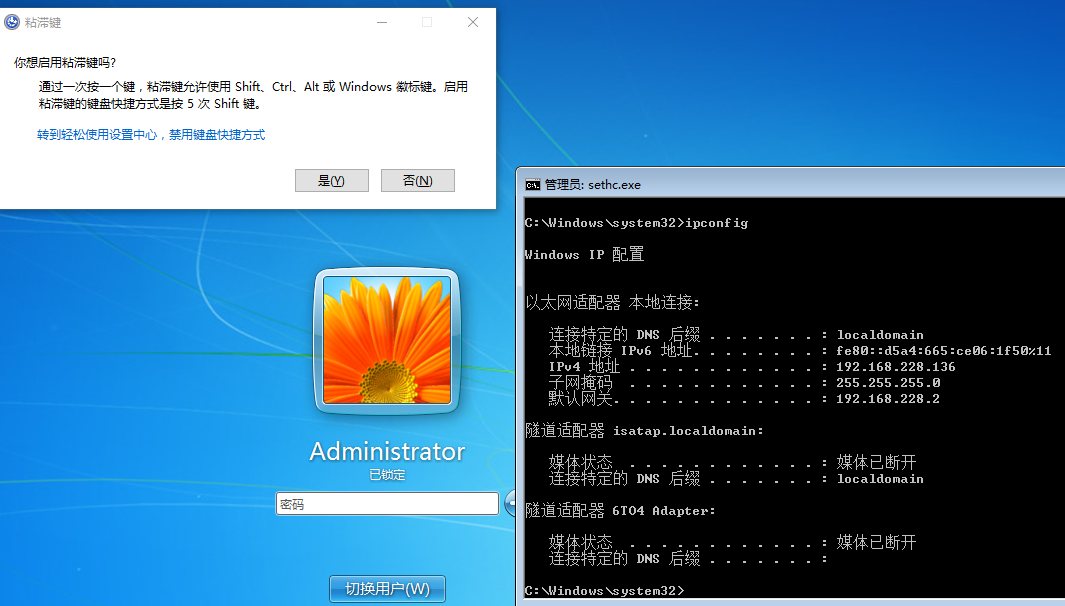 粘滞键
你想启用粘滞键吗?
通过一次按一个键，粘滞键允许使用 Shift、Ctrl、Alt 或 Windows 徽标键。启用
粘滞键的键盘快捷方式是按 5 次 Shift 键。
转到轻松使用设置中心，禁用键盘快捷方式
是(Y)
否(N)
Administrator
已锁定
密码
切换用户(W)
管理员: sethc.exe
C:\Windows\system32>ipconfig
Windows IP 配置
以太网适配器 本地连接:
连接特定的 DNS 后缀 . . . . . . . : localdomain
本地链接 IPv6 地址. . . . . . . . : fe80::d5a4:665:ce06:1f50%11
IPv4 地址 . . . . . . . . . . . . : 192.168.228.136
子网掩码 . . . . . . . . . . . . : 255.255.255.0
默认网关. . . . . . . . . . . . . : 192.168.228.2
隧道适配器 isatap.localdomain:
媒体状态 . . . . . . . . . . . . : 媒体已断开
连接特定的 DNS 后缀 . . . . . . . : localdomain
隧道适配器 6TO4 Adapter:
媒体状态 . . . . . . . . . . . . : 媒体已断开
连接特定的 DNS 后缀 . . . . . . . :
C:\Windows\system32>